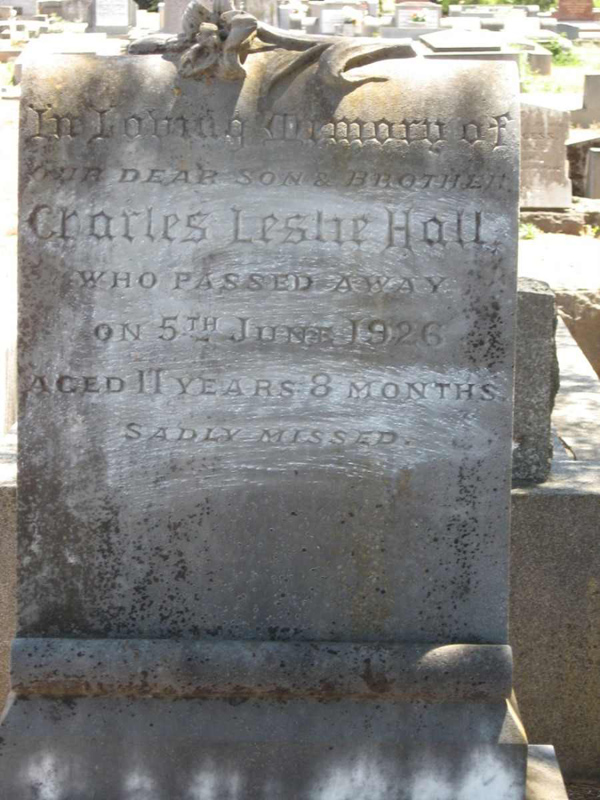 In Loving Memory of
OUR DEAR SON & BROTHER
Charles Leslie Hall,
WHO PASSED AWAY
ON 5TH JUNE 1926
AGED 11 YEARS 8 MONTHS
SADLY MISSED.